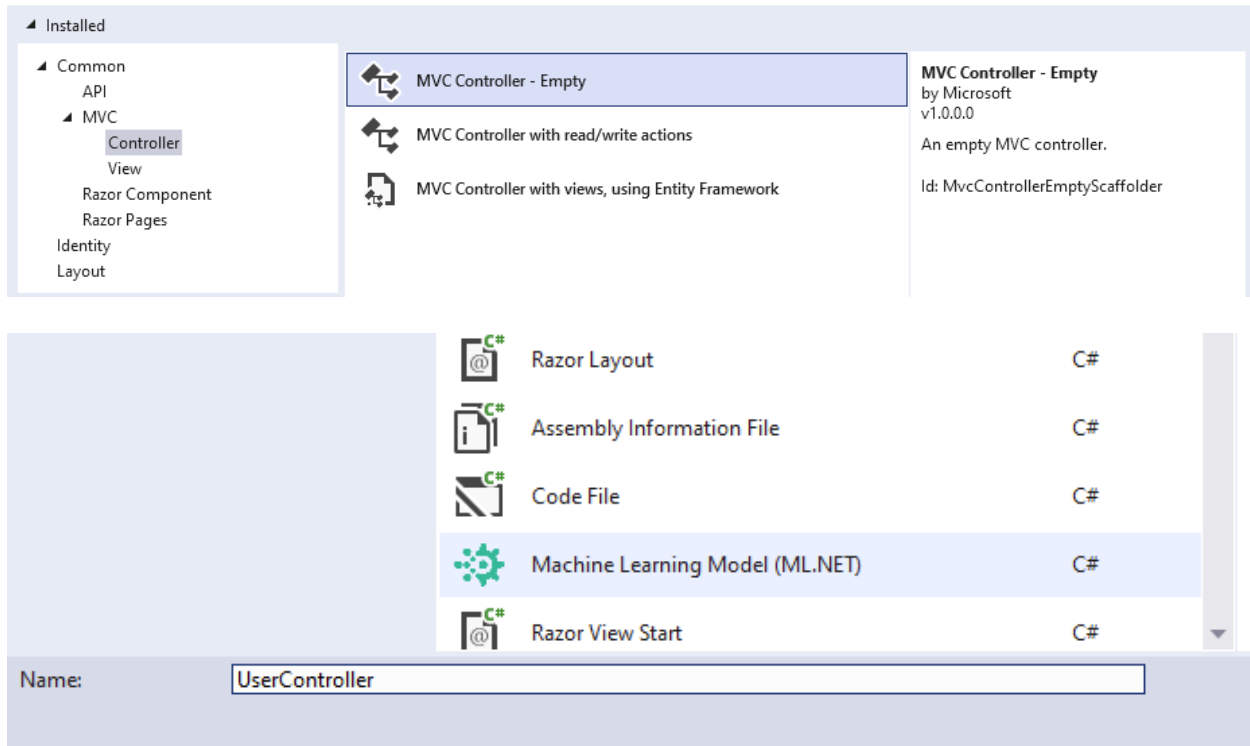 Installed
Common
API
MVC
Controller
View
Razor Component
Razor Pages
Identity
Layout
MVC Controller - Empty
MVC Controller with read/write actions
MVC Controller with views, using Entity Framework
MVC Controller - Empty
by Microsoft
v1.0.0.0
An empty MVC controller.
Id: MvcControllerEmptyScaffolder
C#
@
Razor Layout C#
C#
i
Assembly Information File C#
C#
Code File C#
Machine Learning Model (ML.NET) C#
C#
@
Razor View Start C#
Name: UserController